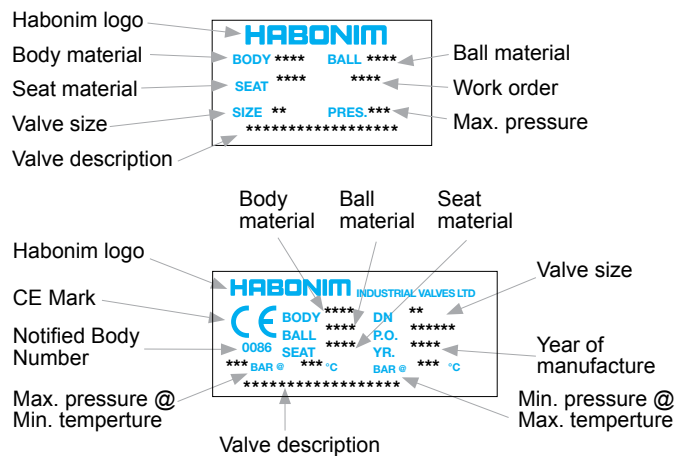 Habonim logo
HABONIM
Body material
BODY **** BALL ****
Ball material
Seat material
SEAT **** ****
Work order
Valve size
SIZE ** PRES.***
Max. pressure
Valve description
******************
Body material
Ball material
Seat material
Habonim logo
HABONIM INDUSTRIAL VALVES LTD
Valve size
CE Mark
CE
BODY **** DN **
BALL **** P.O. ******
Notified Body
Number
0086
SEAT **** YR. ****
Year of
manufacture
*** BAR @ *** °C BAR @ *** °C
Max. pressure @
Min. temperture
******************
Min. pressure @
Max. temperture
Valve description